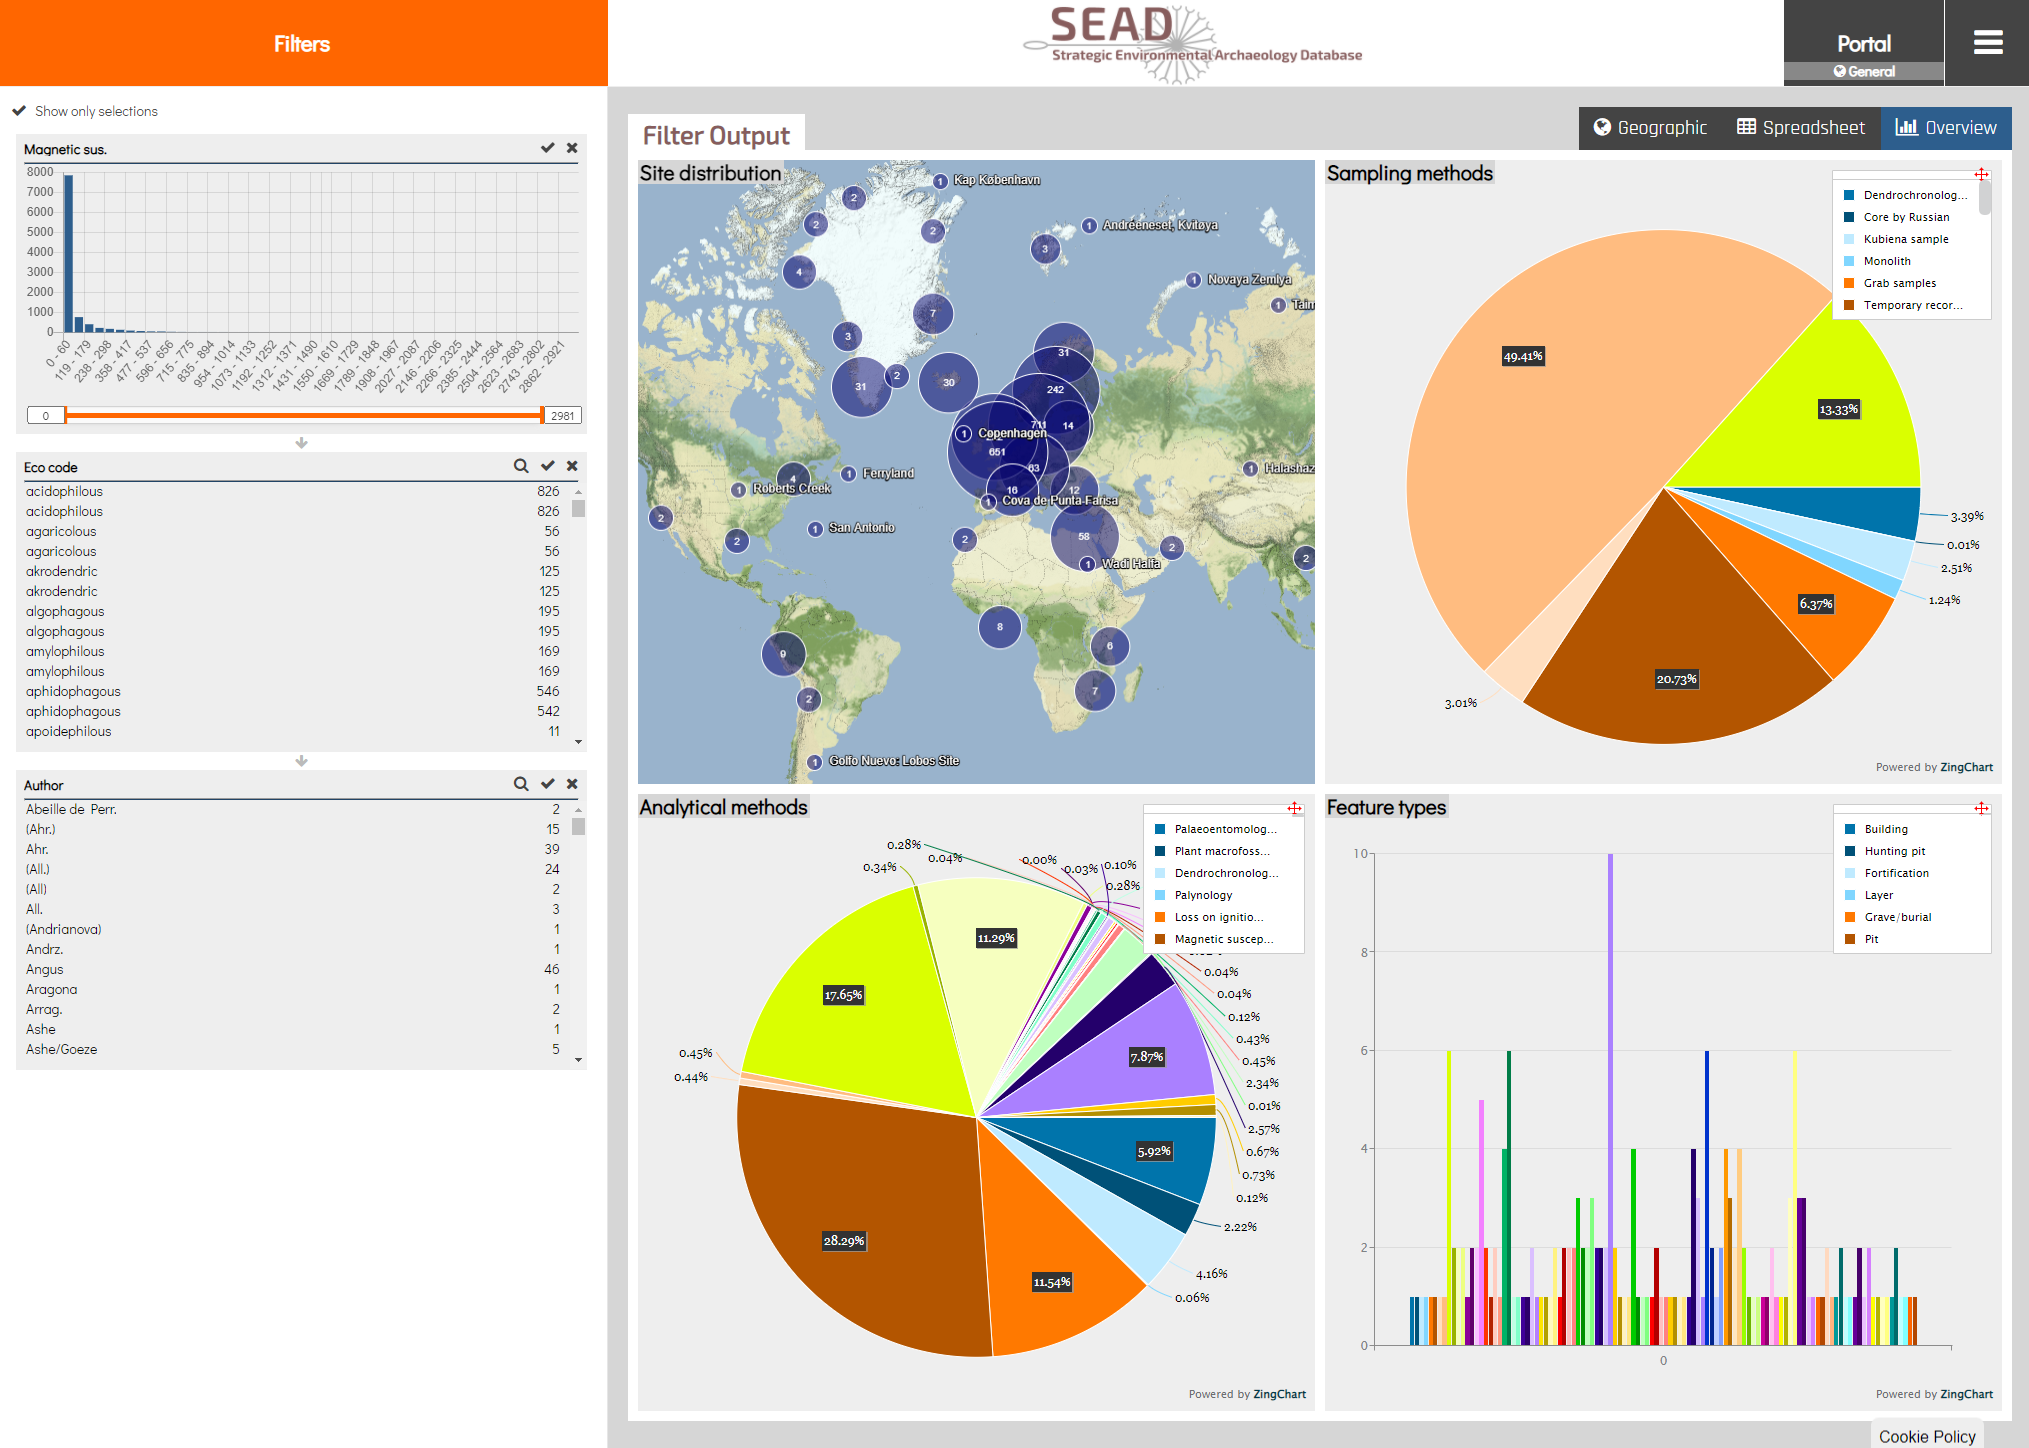 Filters
SEAD
Strategic Environmental Archaeology Database
Portal
General
Show only selections
Magnetic sus.
8000
7000
6000
5000
4000
3000
2000
1000
0
0 - 60
119 - 179
238 - 298
358 - 417
477 - 537
596 - 656
715 - 775
835 - 894
954 - 1014
1073 - 1133
1192 - 1252
1312 - 1371
1431 - 1490
1550 - 1610
1669 - 1729
1789 - 1848
1908 - 1967
2027 - 2087
2146 - 2206
2266 - 2325
2385 - 2444
2504 - 2564
2623 - 2683
2743 - 2802
2862 - 2921
0
2981
Eco code
acidophilous 826
acidophilous 826
agaricolous 56
agaricolous 56
akrodendric 125
akrodendric 125
algophagous 195
algophagous 195
amylophilous 169
amylophilous 169
aphidophagous 546
aphidophagous 542
apoidephilous 11
Author
Abeille de Perr. 2
(Ahr.) 15
Ahr. 39
(All.) 24
(All) 2
All. 3
(Andrianova) 1
Andrz. 1
Angus 46
Aragona 1
Arrag. 2
Ashe 1
Ashe/Goeze 5
Filter Output
Geographic
Spreadsheet
Overview
Site distribution
1 Kap København
2
2
2
1 Andréeneset, Kvitøya
3
4
1 Novaya Zemlya
1
7
3
31
31
2
30
242
711
14
1 Copenhagen
651
63
1 Halashaz
4
1 Ferryland
1 Roberts Creek
16
12
1 Cova de Punta Farisa
2
1 San Antonio
2
2
58
2
2
1 Wadi Halfa
8
6
9
7
2
1 Golfo Nuevo: Lobos Site
Sampling methods
Dendrochronolog...
Core by Russian
Kubiena sample
Monolith
Grab samples
Temporary recor...
49.41%
13.33%
3.39%
0.01%
2.51%
1.24%
6.37%
20.73%
3.01%
Powered by ZingChart
Analytical methods
Palaeoentomolog...
Plant macrofoss...
Dendrochronolog...
Palynology
Loss on ignitio...
Magnetic suscep...
0.28%
0.04%
0.34%
0.00%
0.03%
0.10%
0.28%
11.29%
0.04%
0.04%
0.12%
0.43%
0.45%
2.34%
0.01%
2.57%
0.67%
0.73%
0.12%
17.65%
7.87%
0.45%
0.44%
5.92%
2.22%
4.16%
0.06%
28.29%
11.54%
Powered by ZingChart
Feature types
Building
Hunting pit
Fortification
Layer
Grave/burial
Pit
10
8
6
4
2
0
0
Powered by ZingChart
Cookie Policy